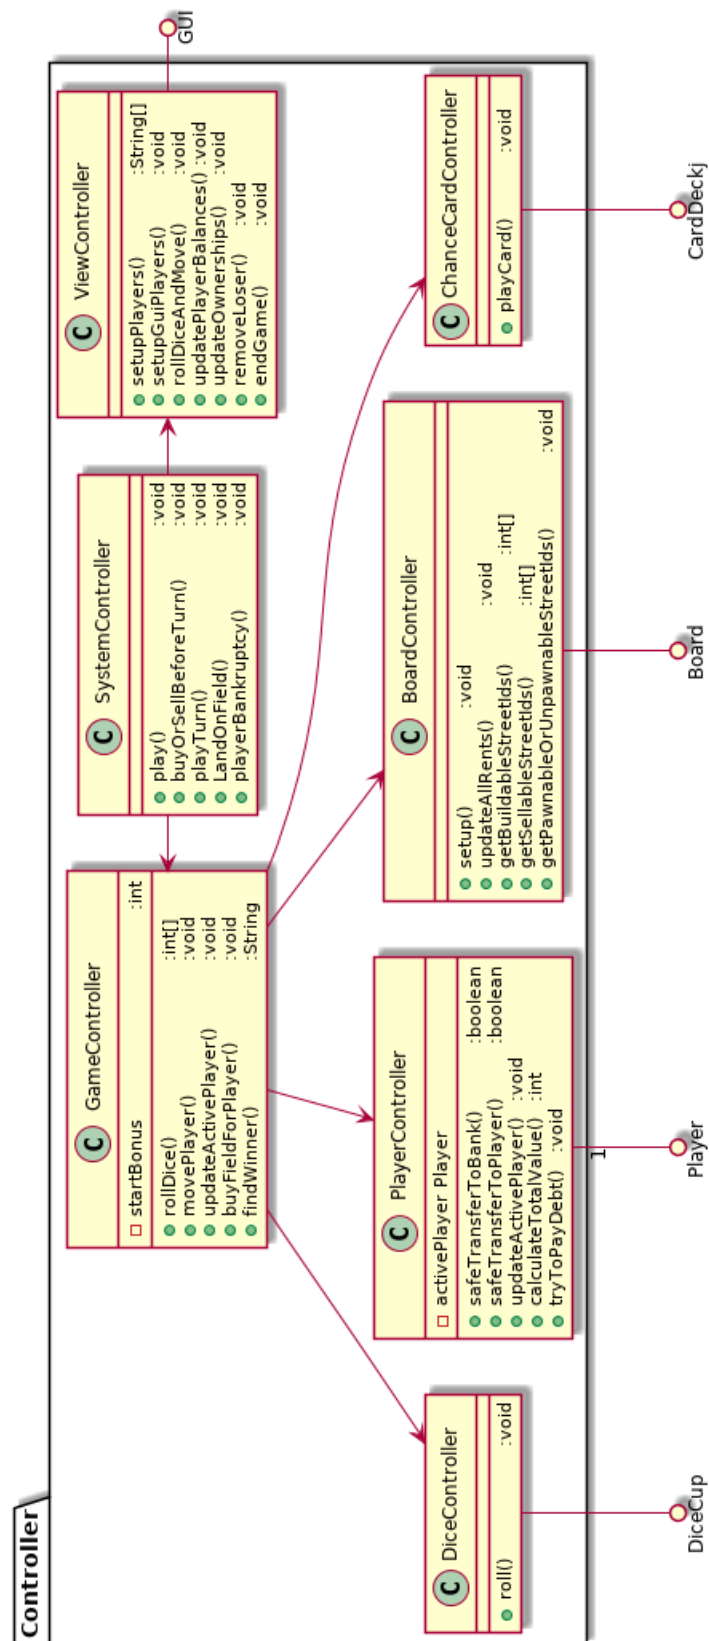 Controller
GUI
ViewController
setupPlayers() :String[]
setupGuiPlayers() :void
rollDiceAndMove() :void
updatePlayerBalances() :void
updateOwnerships() :void
removeLoser() :void
endGame() :void
SystemController
play() :void
buyOrSellBeforeTurn() :void
playTurn() :void
LandOnField() :void
playerBankruptcy() :void
GameController
startBonus :int
rollDice() :int[]
movePlayer() :void
updateActivePlayer() :void
buyFieldForPlayer() :void
findWinner() :String
DiceController
roll() :void
PlayerController
activePlayer Player
safeTransferToBank() :boolean
safeTransferToPlayer() :boolean
updateActivePlayer() :void
calculateTotalValue() :int
tryToPayDebt() :void
BoardController
setup() :void
updateAllRents() :void
getBuildableStreetIds() :int[]
getSellableStreetIds() :int[]
getPawnableOrUnpawnableStreetIds() :void
ChanceCardController
playCard() :void
1
DiceCup
Player
Board
CardDeckj